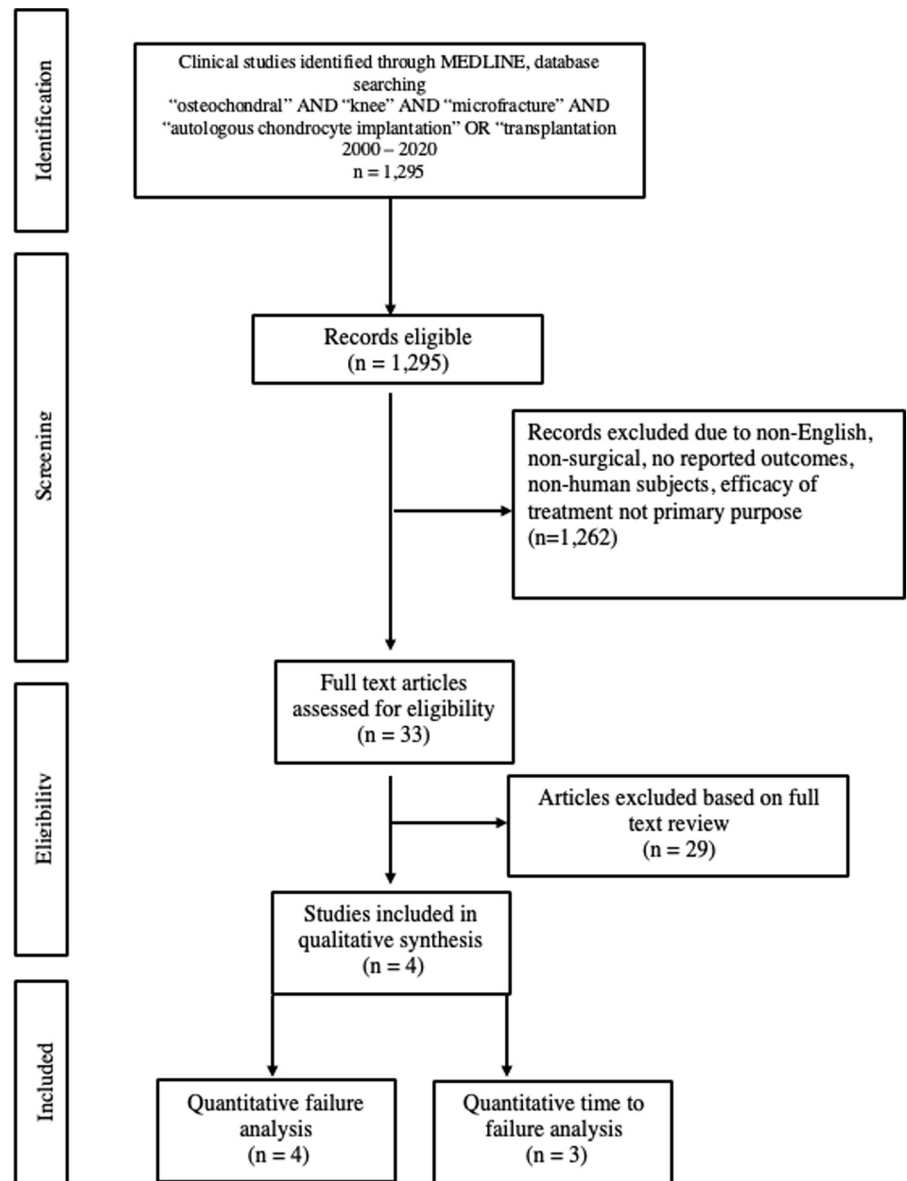 Identification
Clinical studies identified through MEDLINE, database
searching
“osteochondral” AND “knee” AND “microfracture” AND
“autologous chondrocyte implantation” OR “transplantation
2000 – 2020
n = 1,295
Screening
Records eligible
(n = 1,295)
Records excluded due to non-English,
non-surgical, no reported outcomes,
non-human subjects, efficacy of
treatment not primary purpose
(n=1,262)
Full text articles
assessed for eligibility
(n = 33)
Eligibility
Articles excluded based on full
text review
(n = 29)
Studies included in
qualitative synthesis
(n = 4)
Included
Quantitative failure
analysis
(n = 4)
Quantitative time to
failure analysis
(n = 3)